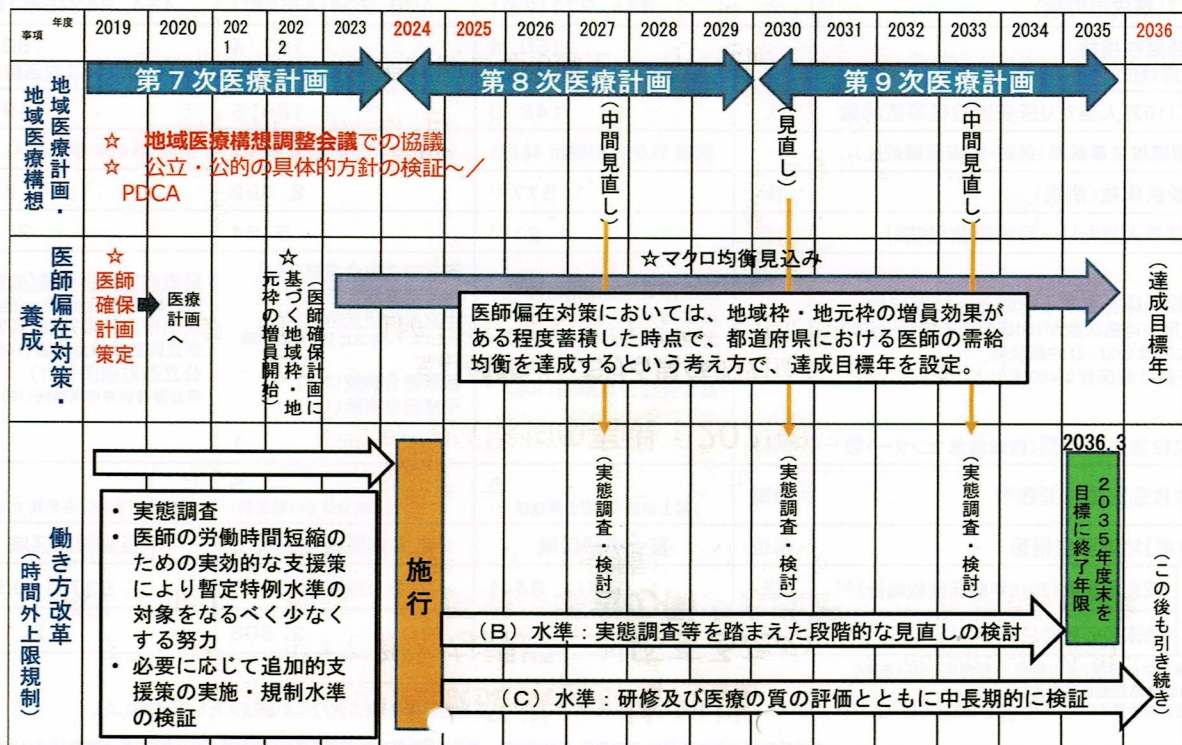 年度
事項
2019 2020 202 202 2023 2024 2025 2026 2027 2028 2029 2030 2031 2032 2033 2034 2035 2036
地域医療計画・
地域医療構想
第7次医療計画
第8次医療計画
第9次医療計画
☆ 地域医療構想調整会議での協議
☆ 公立・公的の具体的方針の検証～／
PDCA
（中間見直し）
（見直し）
（中間見直し）
医師偏在対策・
養成
☆
医師
確保
計画
策定
医療
計画
へ
☆
（医師確保計画に
基づく地域枠・地
元枠の増員開始）
☆マクロ均衡見込み
医師偏在対策においては、地域枠・地元枠の増員効果が
ある程度蓄積した時点で、都道府県における医師の需給
均衡を達成するという考え方で、達成目標年を設定。
（達成目標年）
働き方改革
（時間外上限規制）
・ 実態調査
・ 医師の労働時間短縮の
ための実効的な支援策
により暫定特例水準の
対象をなるべく少なく
する努力
・ 必要に応じて追加的支
援策の実施・規制水準
の検証
施行
（実態調査・検討）
（実態調査・検討）
（実態調査・検討）
2036.3
2035年度末を
目標に終了年限
（B）水準：実態調査等を踏まえた段階的な見直しの検討
（C）水準：研修及び医療の質の評価とともに中長期的に検証
（この後も引き続き）